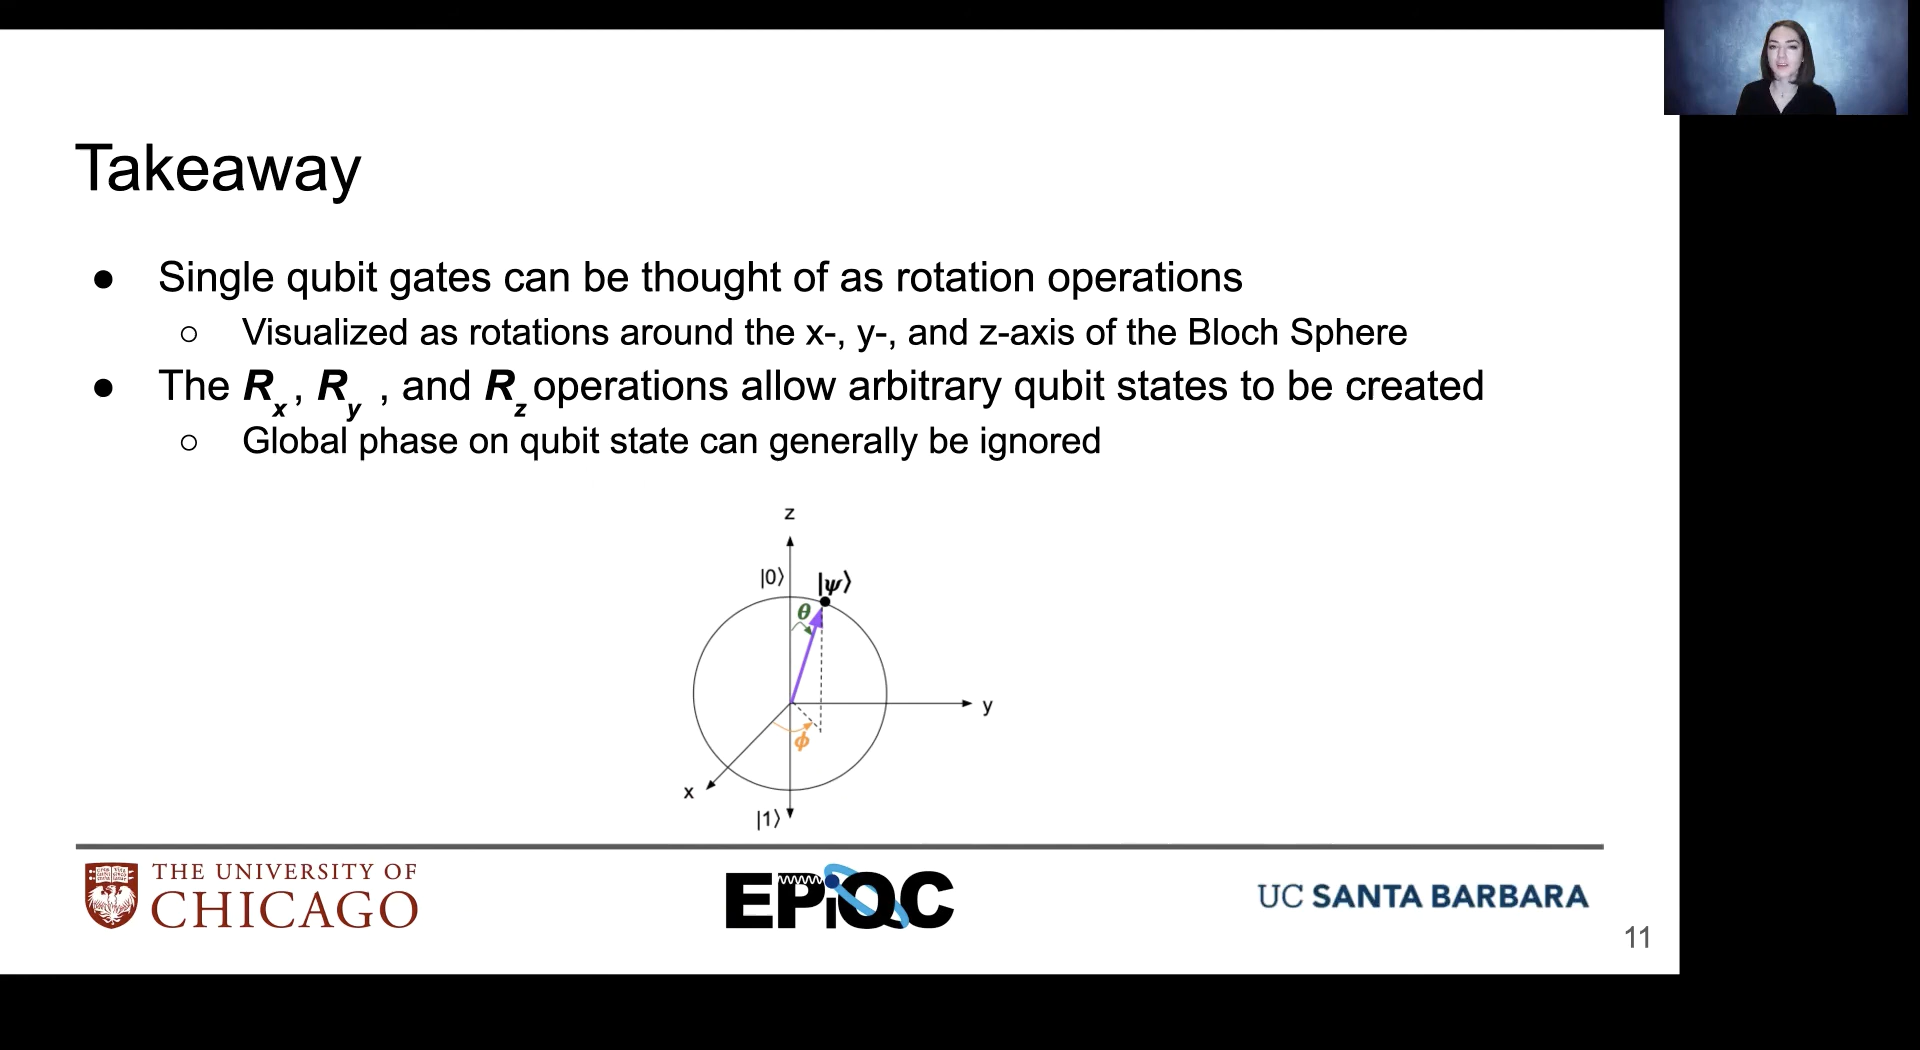 Takeaway
● Single qubit gates can be thought of as rotation operations
○ Visualized as rotations around the x-, y-, and z-axis of the Bloch Sphere
● The Rx, Ry , and Rz operations allow arbitrary qubit states to be created
○ Global phase on qubit state can generally be ignored
z
|0⟩ |ψ⟩
θ
y
ϕ
x
|1⟩
THE UNIVERSITY OF
CHICAGO
EPiQC
UC SANTA BARBARA
11